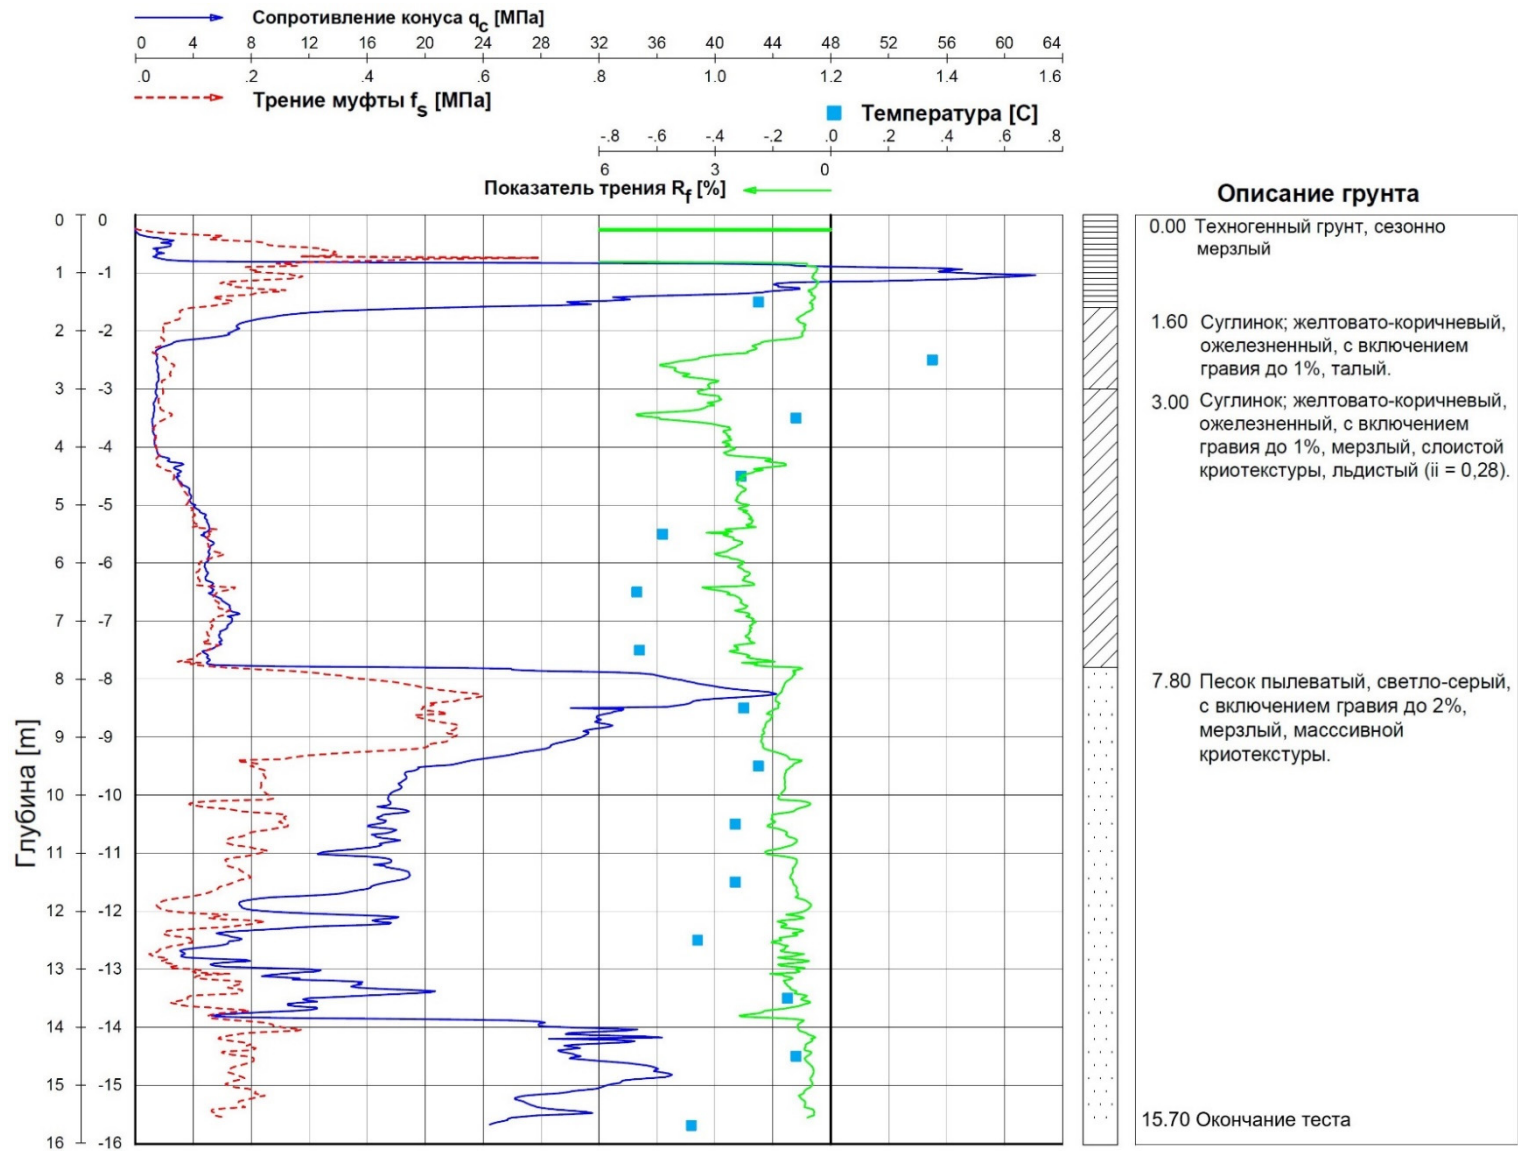 Сопротивление конуса qc [МПа]
0 4 8 12 16 20 24 28 32 36 40 44 48 52 56 60 64
.0 .2 .4 .6 .8 1.0 1.2 1.4 1.6
Трение муфты fs [МПа]
Температура [C]
-.8 -.6 -.4 -.2 .0 .2 .4 .6 .8
6 3 0
Показатель трения Rf [%]
Описание грунта
0 0
1 -1
2 -2
3 -3
4 -4
5 -5
6 -6
7 -7
8 -8
9 -9
10 -10
11 -11
12 -12
13 -13
14 -14
15 -15
16 -16
Глубина [m]
0.00 Техногенный грунт, сезонно
мерзлый
1.60 Суглинок; желтовато-коричневый,
ожелезненный, с включением
гравия до 1%, талый.
3.00 Суглинок; желтовато-коричневый,
ожелезненный, с включением
гравия до 1%, мерзлый, слоистой
криотекстуры, льдистый (ii = 0,28).
7.80 Песок пылеватый, светло-серый,
с включением гравия до 2%,
мерзлый, масссивной
криотекстуры.
15.70 Окончание теста